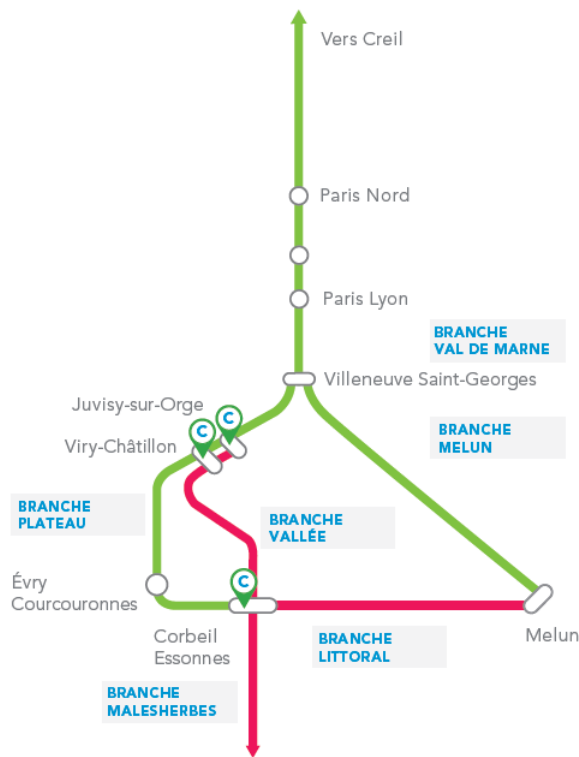 Vers Creil
Paris Nord
Paris Lyon
BRANCHE
VAL DE MARNE
Villeneuve Saint-Georges
Juvisy-sur-Orge
C
C
Viry-Châtillon
BRANCHE
MELUN
BRANCHE
PLATEAU
BRANCHE
VALLÉE
Évry
Courcouronnes
C
Corbeil
Essonnes
BRANCHE
LITTORAL
Melun
BRANCHE
MALESHERBES